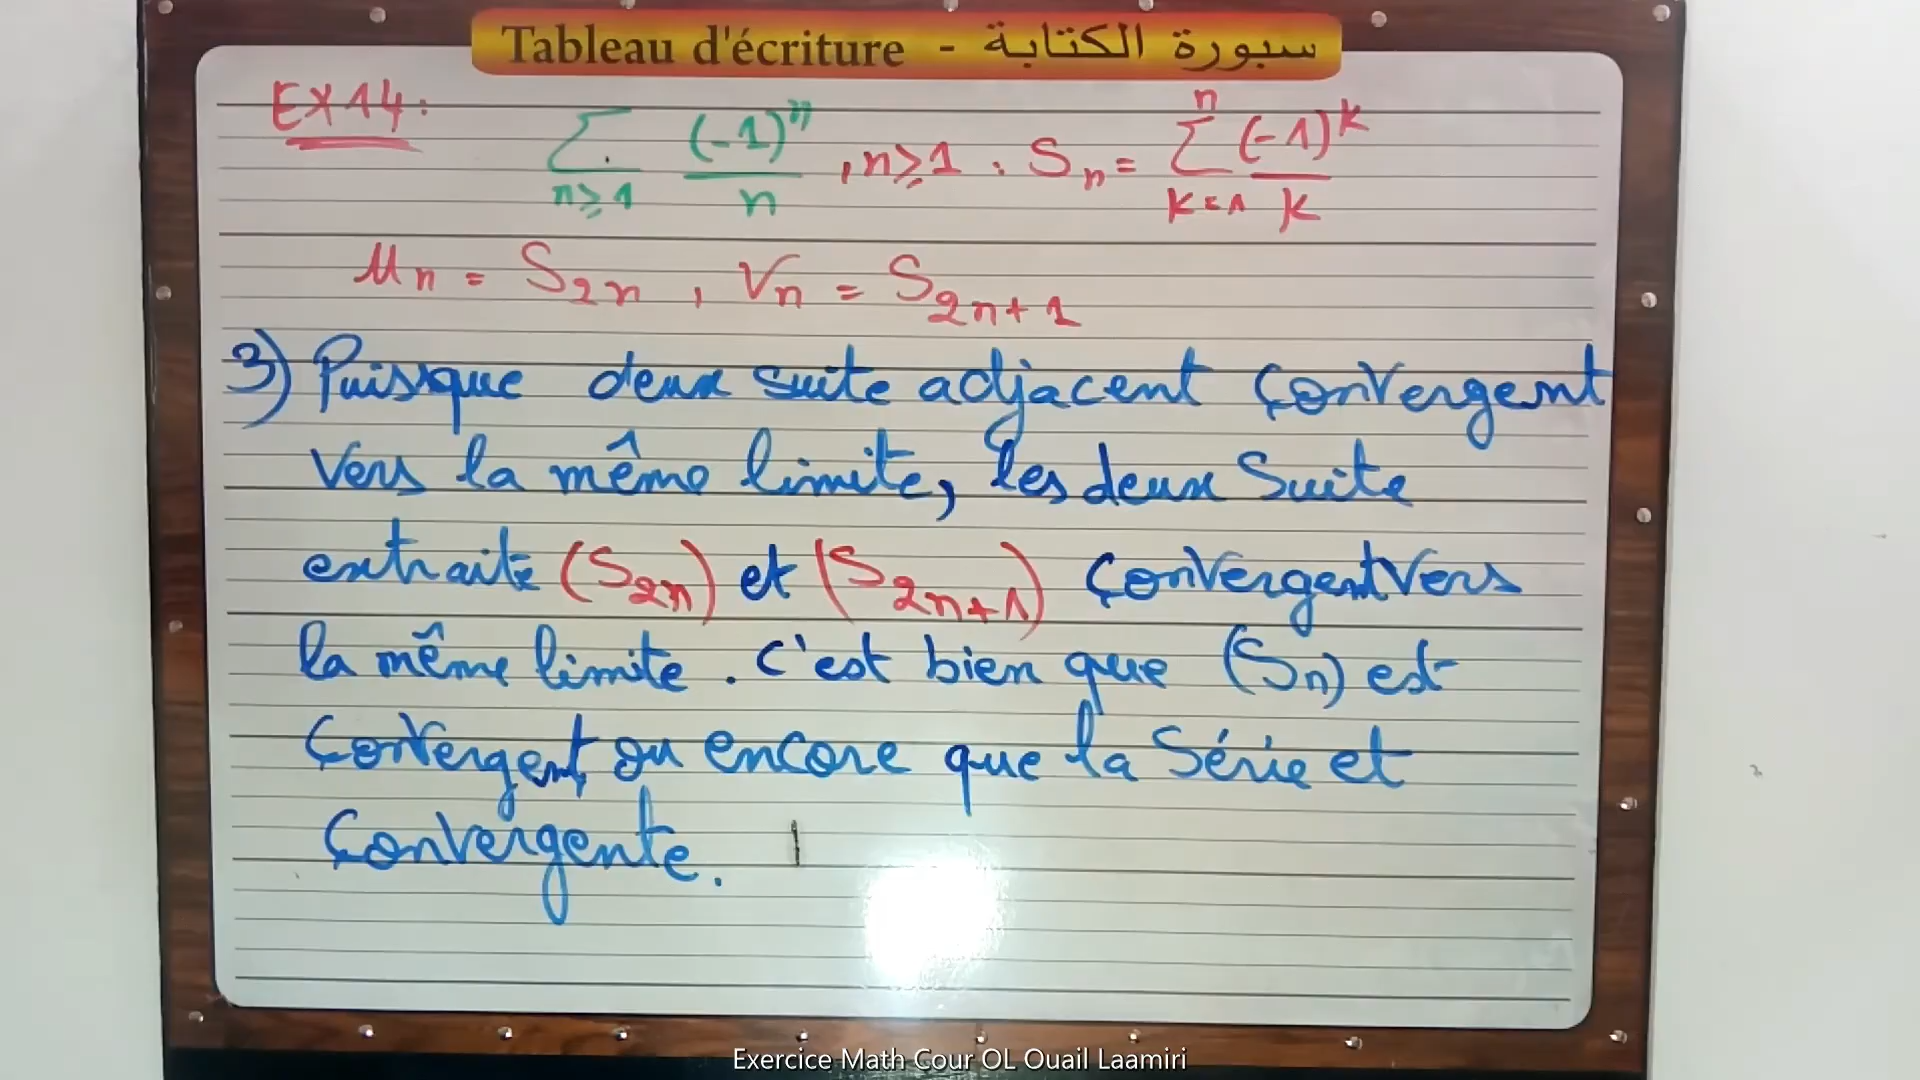 Tableau d'écriture - سبورة الكتابة
EX14:
∑_{n≥1} (-1)^n / n , n≥1 . S_n = ∑_{k=1}^{n} (-1)^k / k
U_n = S_{2n} , V_n = S_{2n+1}
3) Puisque deux suite adjacent convergent
vers la même limite, les deux Suite
extraite (S_{2n}) et (S_{2n+1}) convergent vers
la même limite . C'est bien que (S_n) est
convergent ou encore que la Série et
Convergente.
Exercice Math Cour OL Ouail Laamiri